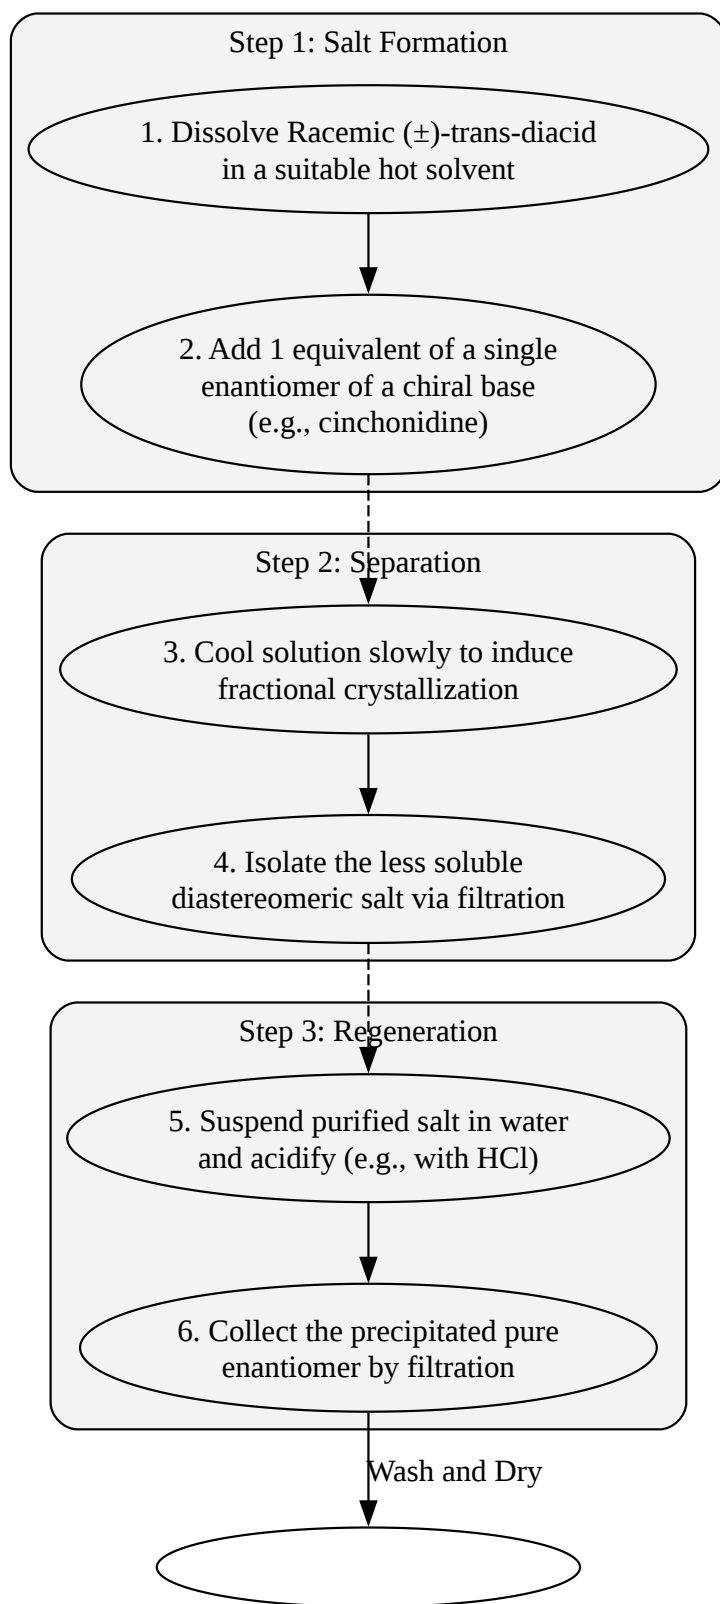 Step 1: Salt Formation
1. Dissolve Racemic (±)-trans-diacid
in a suitable hot solvent
2. Add 1 equivalent of a single
enantiomer of a chiral base
(e.g., cinchonidine)
Step 2: Separation
3. Cool solution slowly to induce
fractional crystallization
4. Isolate the less soluble
diastereomeric salt via filtration
Step 3: Regeneration
5. Suspend purified salt in water
and acidify (e.g., with HCl)
6. Collect the precipitated pure
enantiomer by filtration
Wash and Dry